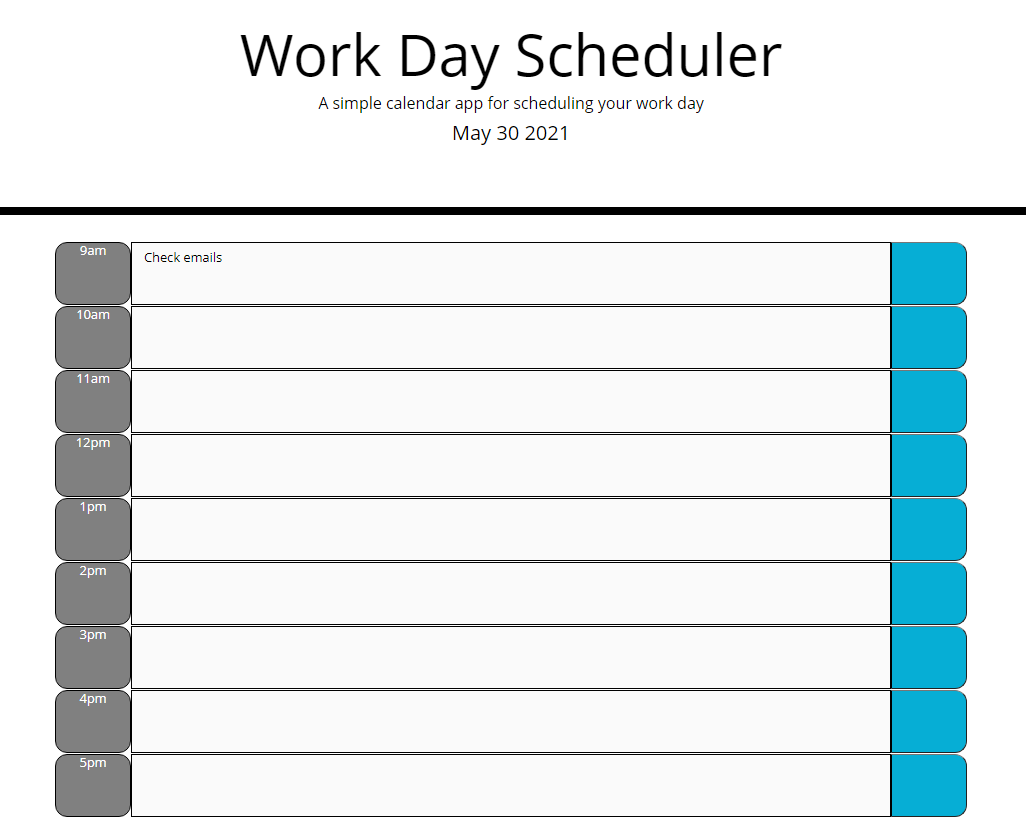 Work Day Scheduler
A simple calendar app for scheduling your work day
May 30 2021
9am
Check emails
10am
11am
12pm
1pm
2pm
3pm
4pm
5pm